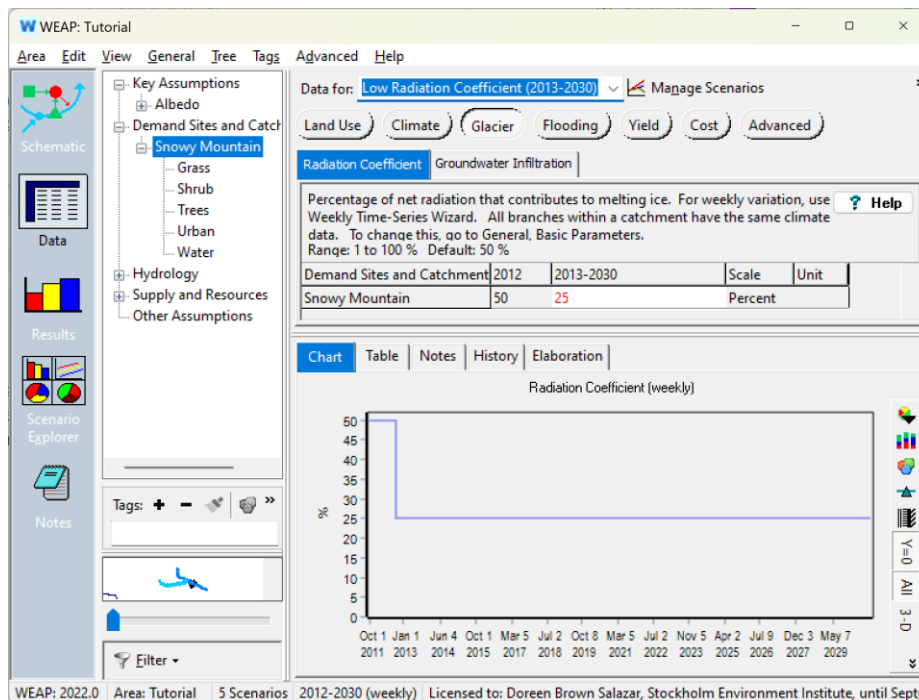 WEAP: Tutorial
Area Edit View General Tree Tags Advanced Help
Schematic
Data
Results
Scenario
Explorer
Notes
Key Assumptions
Albedo
Demand Sites and Catch
Snowy Mountain
Grass
Shrub
Trees
Urban
Water
Hydrology
Supply and Resources
Other Assumptions
Tags:
Filter
Data for: Low Radiation Coefficient (2013-2030) Manage Scenarios
Land Use Climate Glacier Flooding Yield Cost Advanced
Radiation Coefficient Groundwater Infiltration
Percentage of net radiation that contributes to melting ice. For weekly variation, use
Weekly Time-Series Wizard. All branches within a catchment have the same climate
data. To change this, go to General, Basic Parameters.
Range: 1 to 100 % Default: 50 %
? Help
Demand Sites and Catchment 2012 2013-2030 Scale Unit
Snowy Mountain 50 25 Percent
Chart Table Notes History Elaboration
Radiation Coefficient (weekly)
%
50
45
40
35
30
25
20
15
10
5
0
Oct 1 Jan 1 Jun 4 Oct 1 Mar 5 Jul 2 Oct 8 Mar 5 Jul 2 Nov 5 Apr 2 Jul 9 Dec 3 May 7
2011 2013 2014 2015 2017 2018 2019 2021 2022 2023 2025 2026 2027 2029
Y=0
All
3-D
WEAP: 2022.0 Area: Tutorial 5 Scenarios 2012-2030 (weekly) Licensed to: Doreen Brown Salazar, Stockholm Environment Institute, until Sept